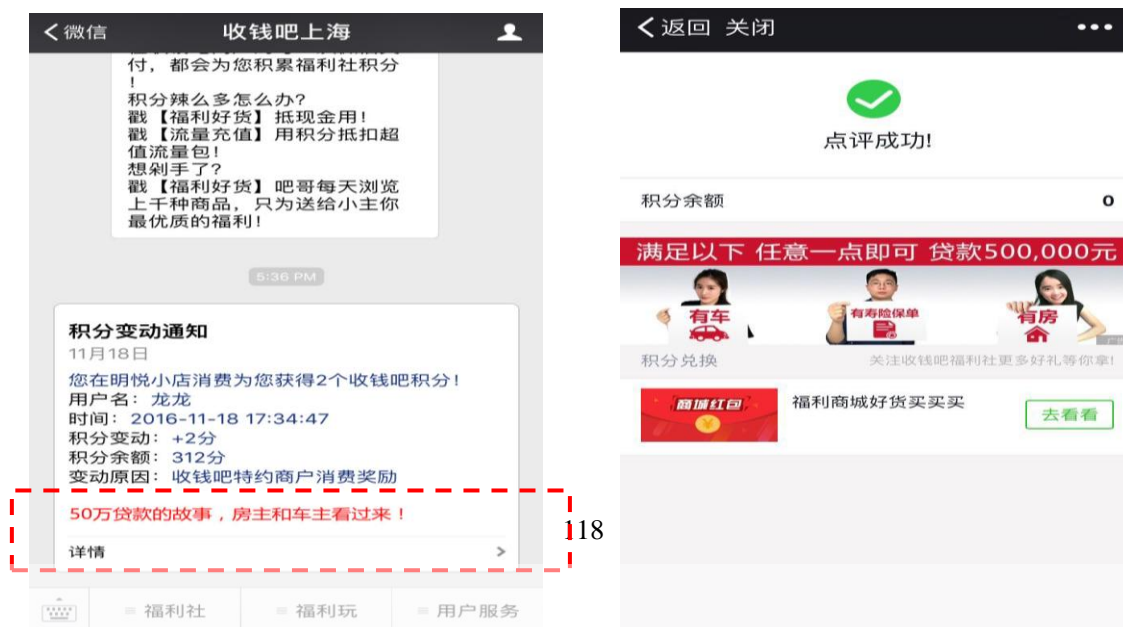 微信
收钱吧上海
付，都会为您积累福利社积分
！
积分辣么多怎么办？
戳【福利好货】抵现金用！
戳【流量充值】用积分抵扣超
值流量包！
想剁手了？
戳【福利好货】吧哥每天浏览
上千种商品，只为送给小主你
最优质的福利！
5:36 PM
积分变动通知
11月18日
您在明悦小店消费为您获得2个收钱吧积分！
用户名：龙龙
时间：2016-11-18 17:34:47
积分变动：+2分
积分余额：312分
变动原因：收钱吧特约商户消费奖励
50万贷款的故事，房主和车主看过来！
详情
福利社
福利玩
用户服务
118
返回 关闭
点评成功!
积分余额
0
满足以下 任意一点即可 贷款500,000元
有车
有寿险保单
有房
积分兑换
关注收钱吧福利社更多好礼等你拿!
商城红包
福利商城好货买买买
去看看